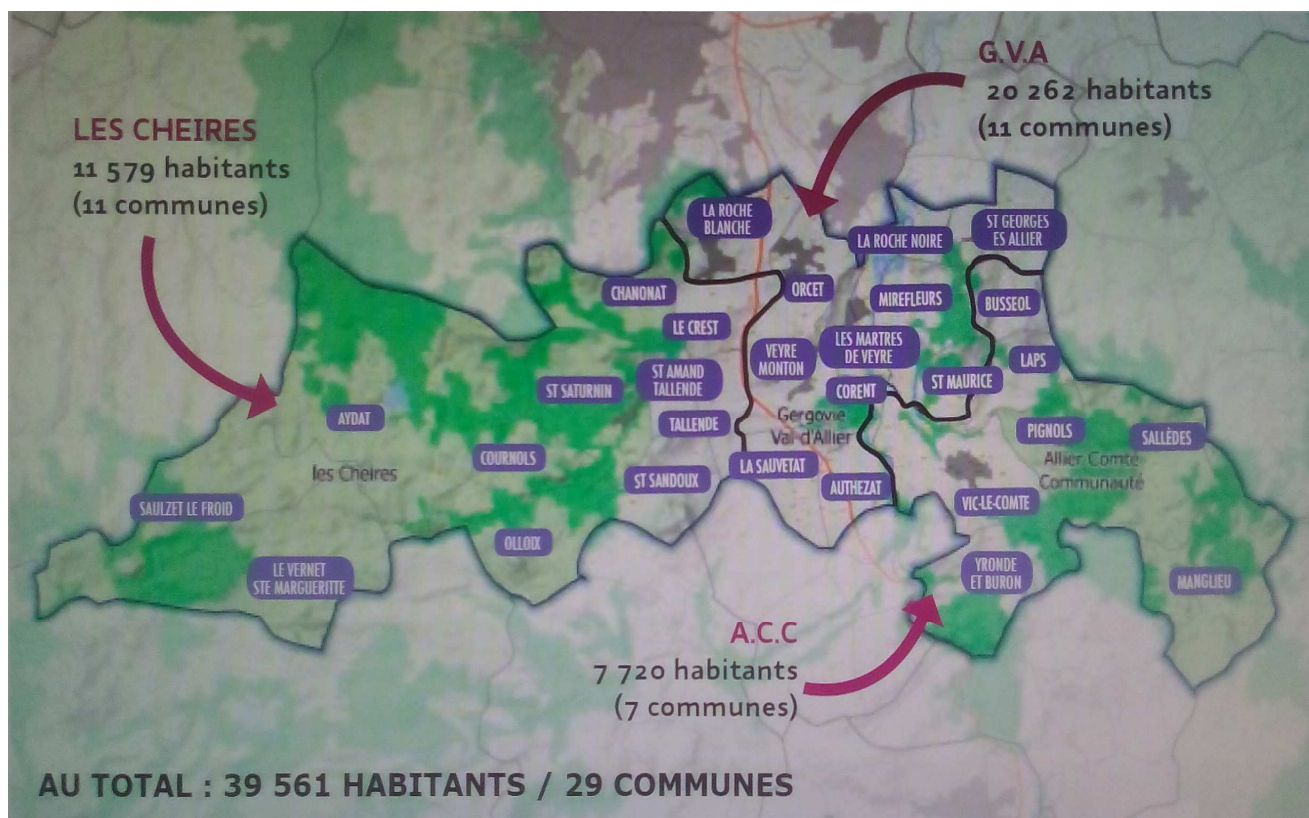 G.V.A
20 262 habitants
(11 communes)
LES CHEIRES
11 579 habitants
(11 communes)
LA ROCHE
BLANCHE
LA ROCHE NOIRE
ST GEORGES
ES ALLIER
CHANONAT
ORCET
MIREFLEURS
BUSSEOL
LE CREST
VEYRE
MONTON
LES MARTRES
DE VEYRE
LAPS
ST SATURNIN
ST AMAND
TALLENDE
CORENT
ST MAURICE
AYDAT
TALLENDE
Gergovie
Val d'Allier
PIGNOLS
SALLÈDES
COURNOLS
les Cheires
LA SAUVETAT
Allier Comté
Communauté
ST SANDOUX
AUTHEZAT
SAULZET LE FROID
VIC-LE-COMTE
OLLOIX
LE VERNET
STE MARGUERITTE
YRONDE
ET BURON
MANGLIEU
A.C.C
7 720 habitants
(7 communes)
AU TOTAL : 39 561 HABITANTS / 29 COMMUNES